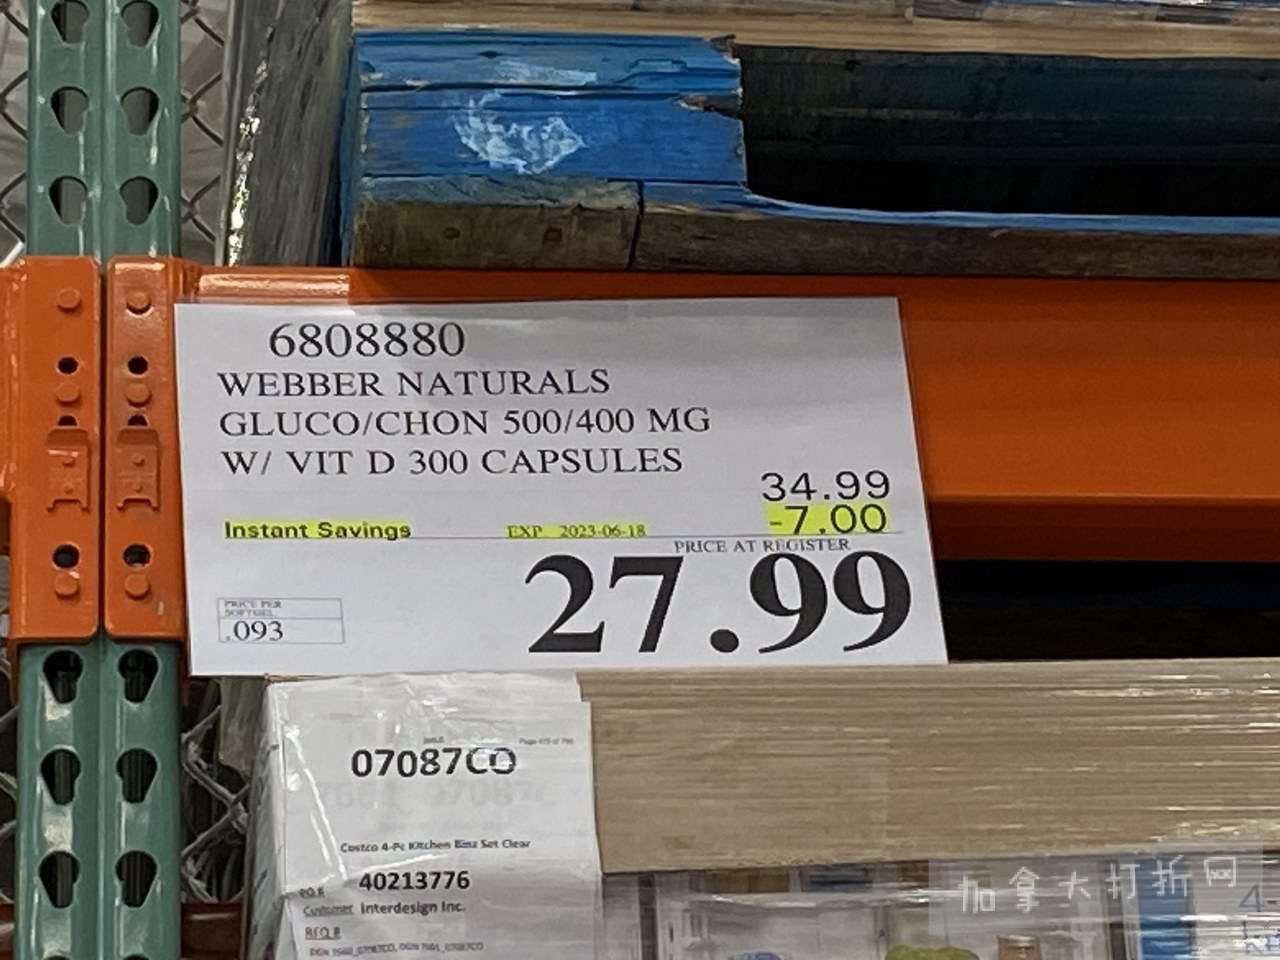 6808880
WEBBER NATURALS
GLUCO/CHON 500/400 MG
W/ VIT D 300 CAPSULES
34.99
Instant Savings EXP 2023-06-18 -7.00
PRICE AT REGISTER
27.99
PRICE PER
SOFTGEL
.093
07087CO
Costco 4-Pc Kitchen Binz Set Clear
PO # 40213776
Customer Interdesign Inc.
RFQ #
加拿大打折网